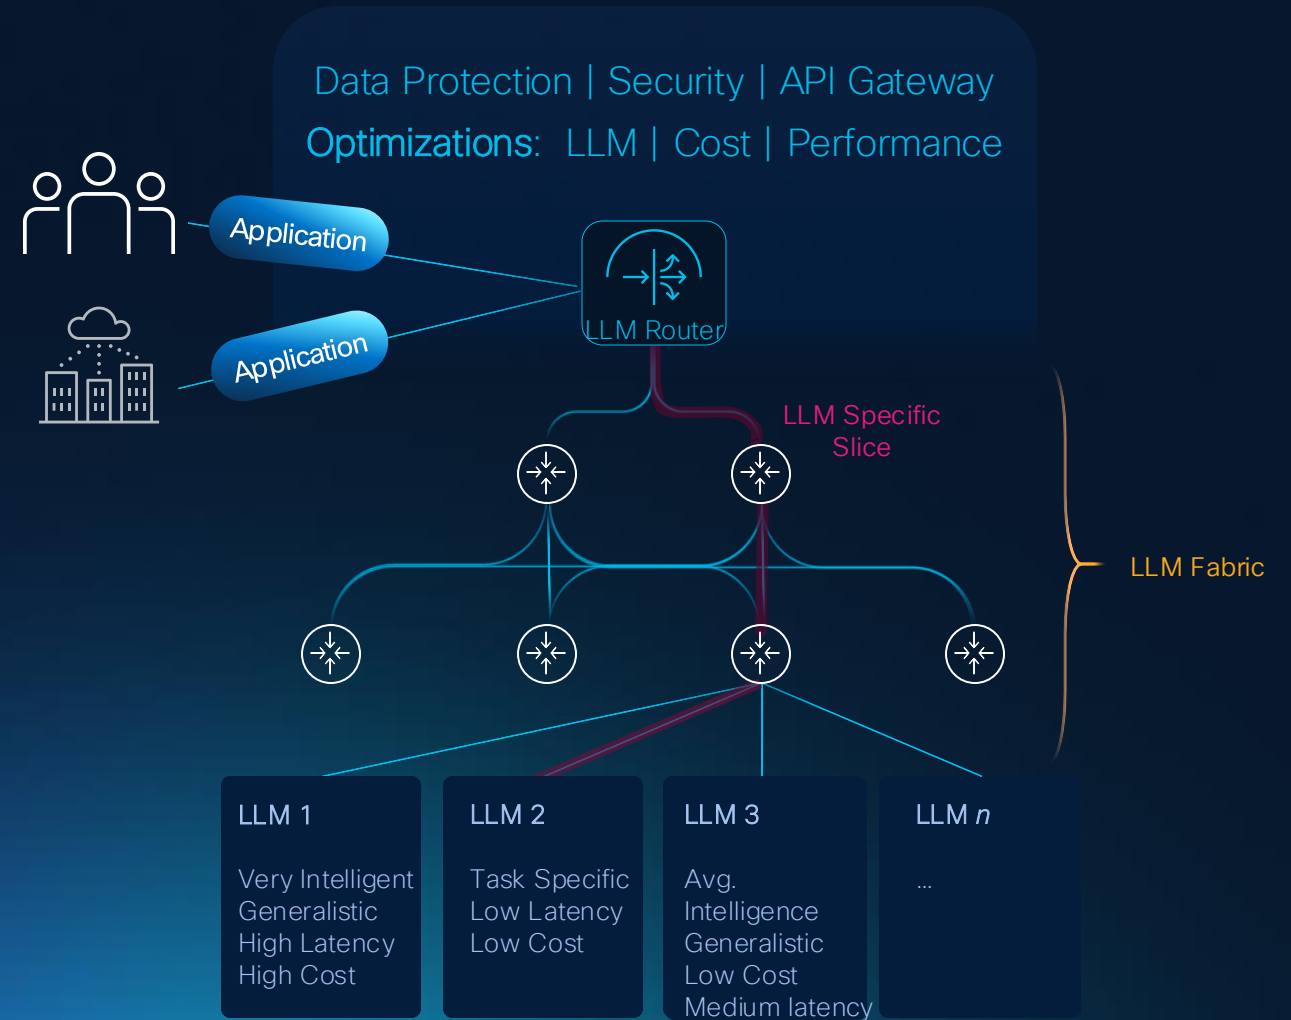 Data Protection | Security | API Gateway
Optimizations: LLM | Cost | Performance
Application
Application
LLM Router
LLM Specific
Slice
LLM Fabric
LLM 1
Very Intelligent
Generalistic
High Latency
High Cost
LLM 2
Task Specific
Low Latency
Low Cost
LLM 3
Avg.
Intelligence
Generalistic
Low Cost
Medium latency
LLM n
...